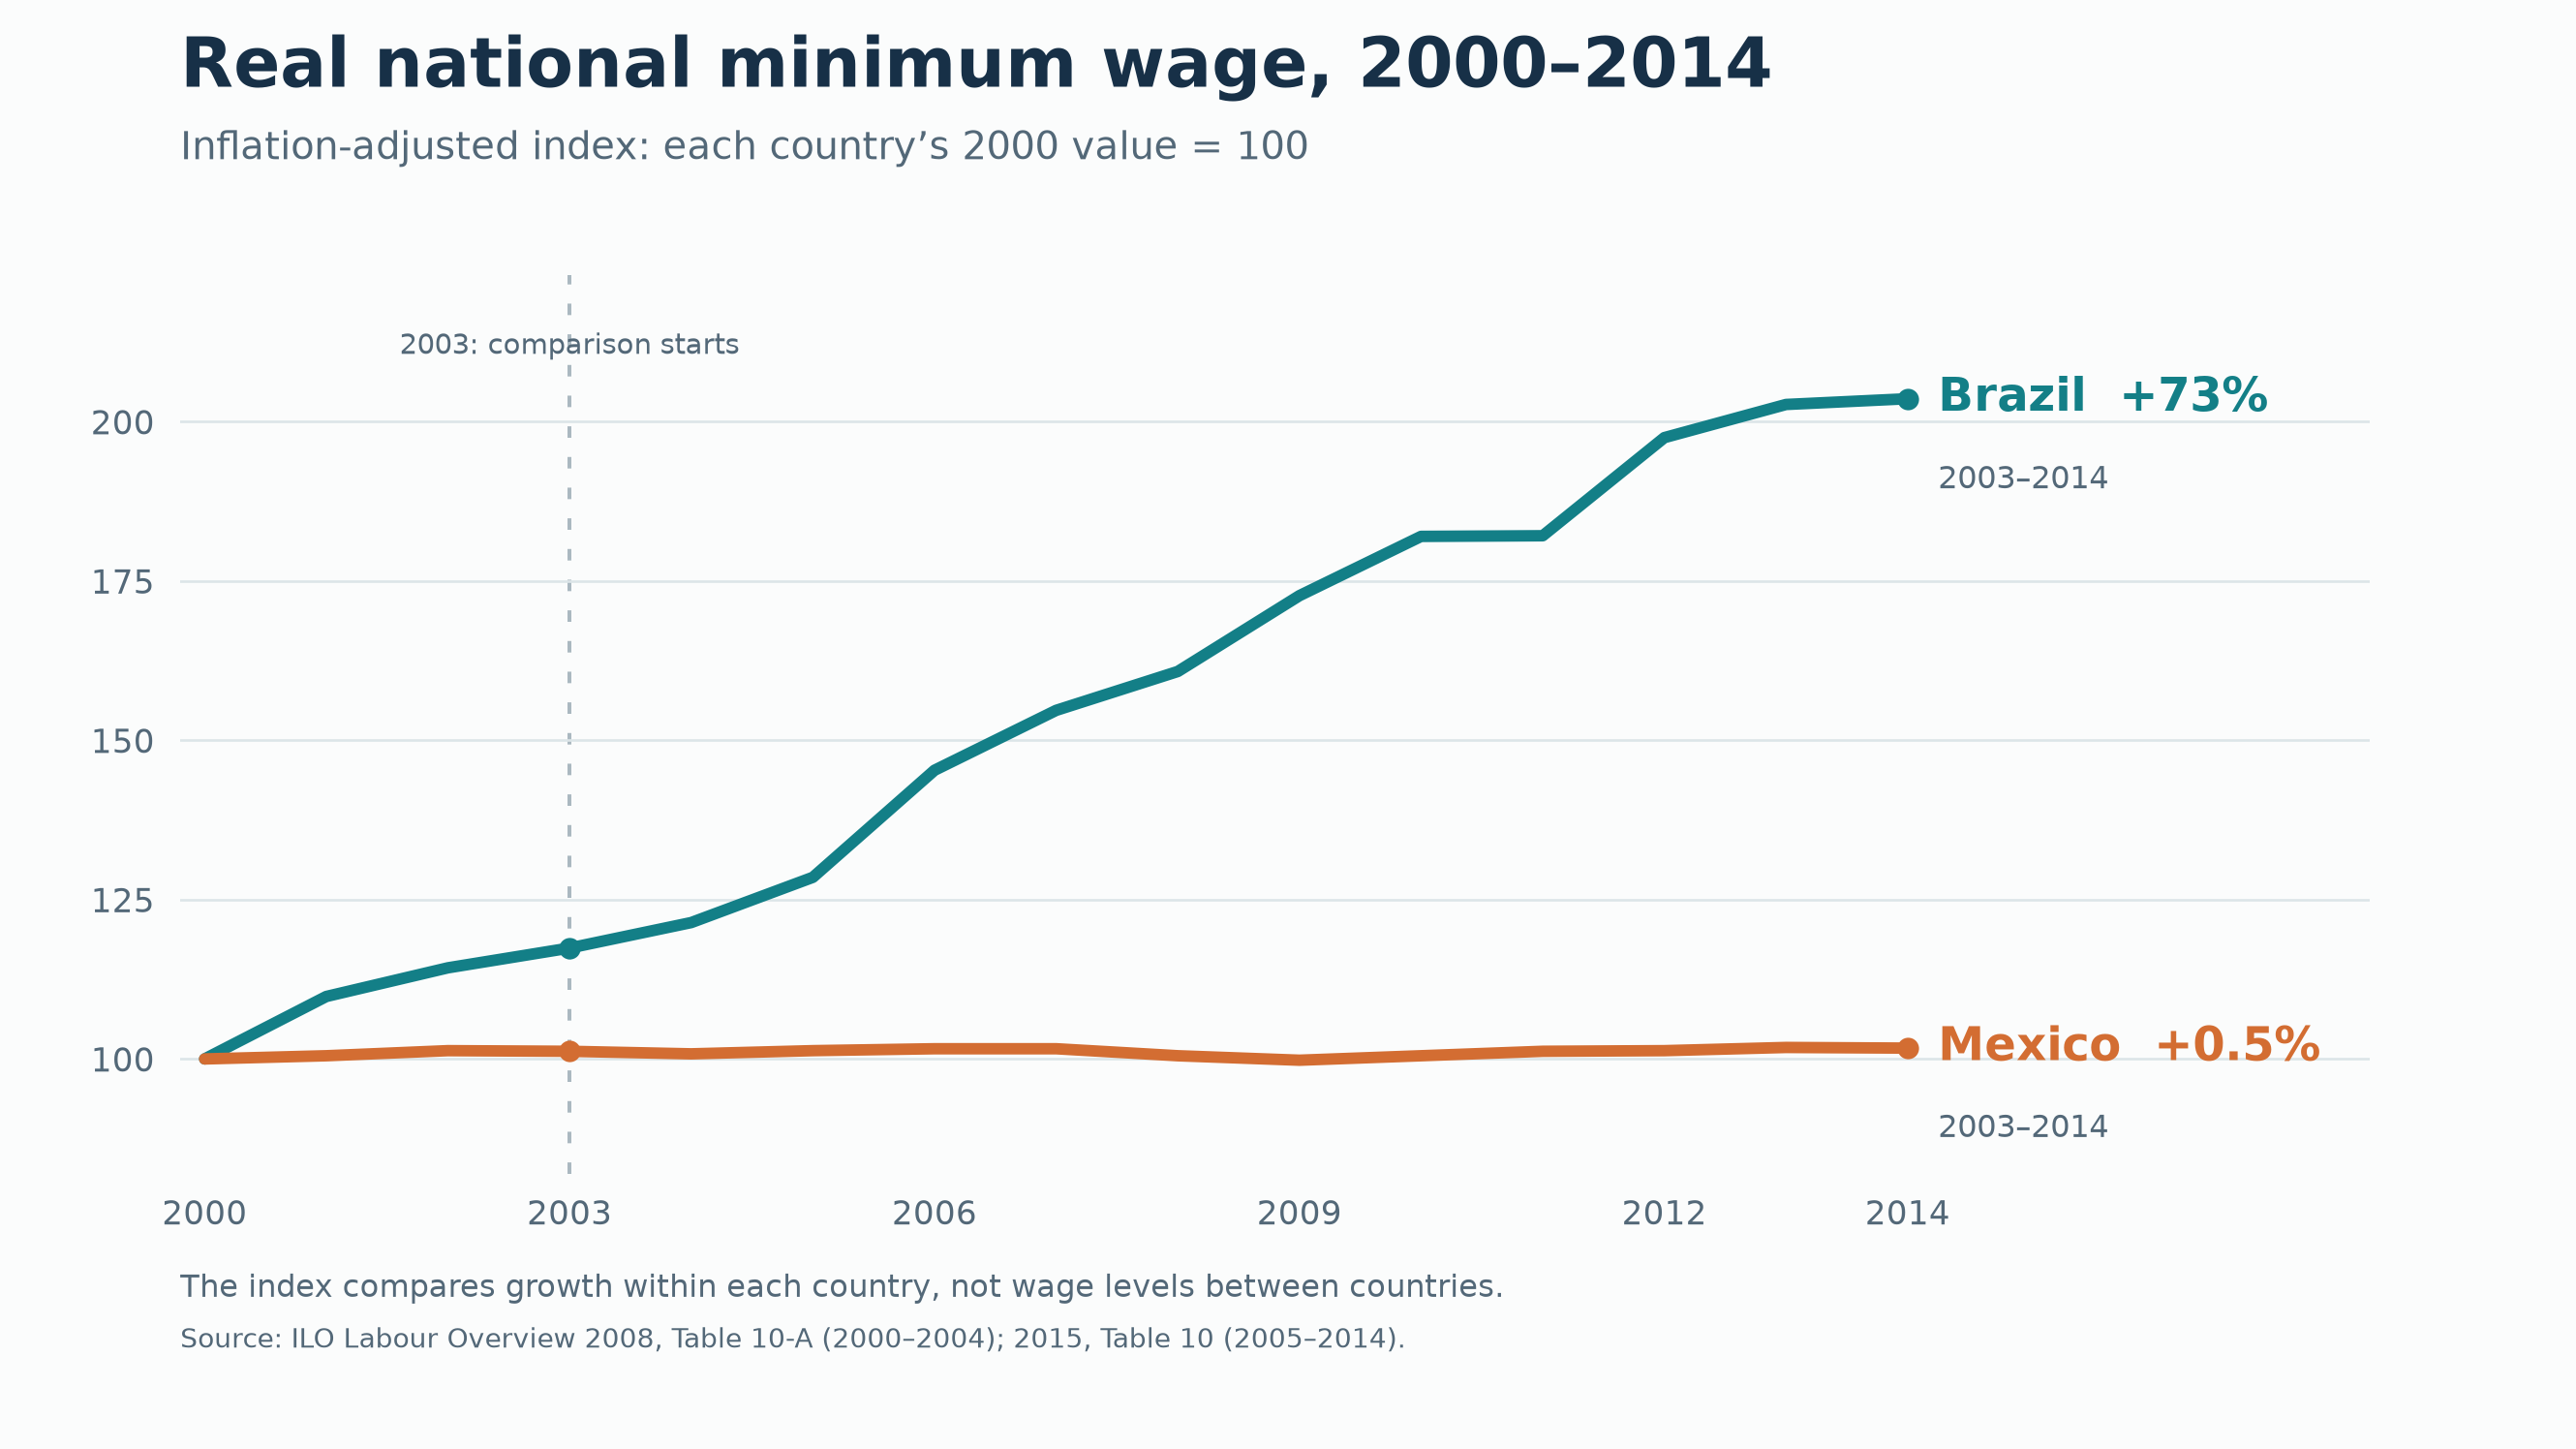 Real national minimum wage, 2000–2014
Inflation-adjusted index: each country’s 2000 value = 100
2003: comparison starts
200
175
150
125
100
Brazil +73%
2003–2014
Mexico +0.5%
2003–2014
2000 2003 2006 2009 2012 2014
The index compares growth within each country, not wage levels between countries.
Source: ILO Labour Overview 2008, Table 10-A (2000–2004); 2015, Table 10 (2005–2014).